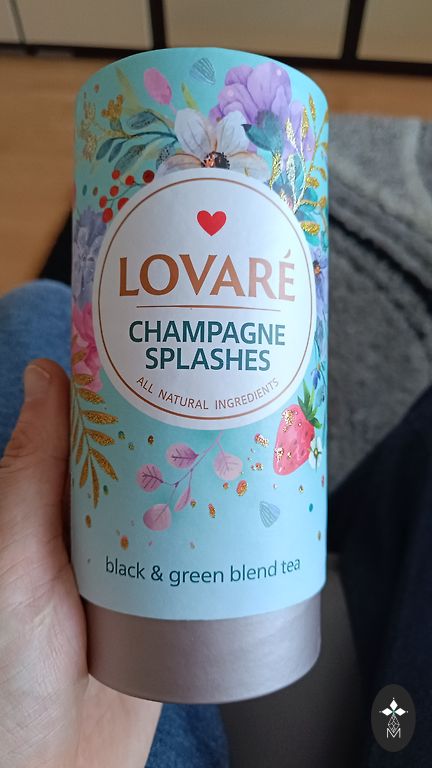 LOVARÉ
CHAMPAGNE
SPLASHES
ALL NATURAL INGREDIENTS
black & green blend tea
M